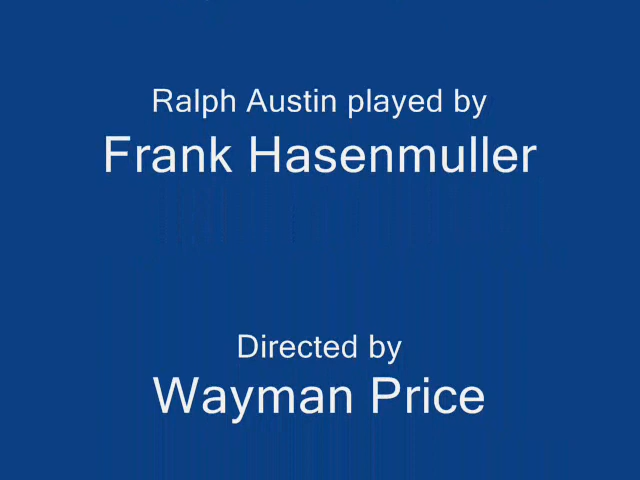 Ralph Austin played by
Frank Hasenmuller
Directed by
Wayman Price